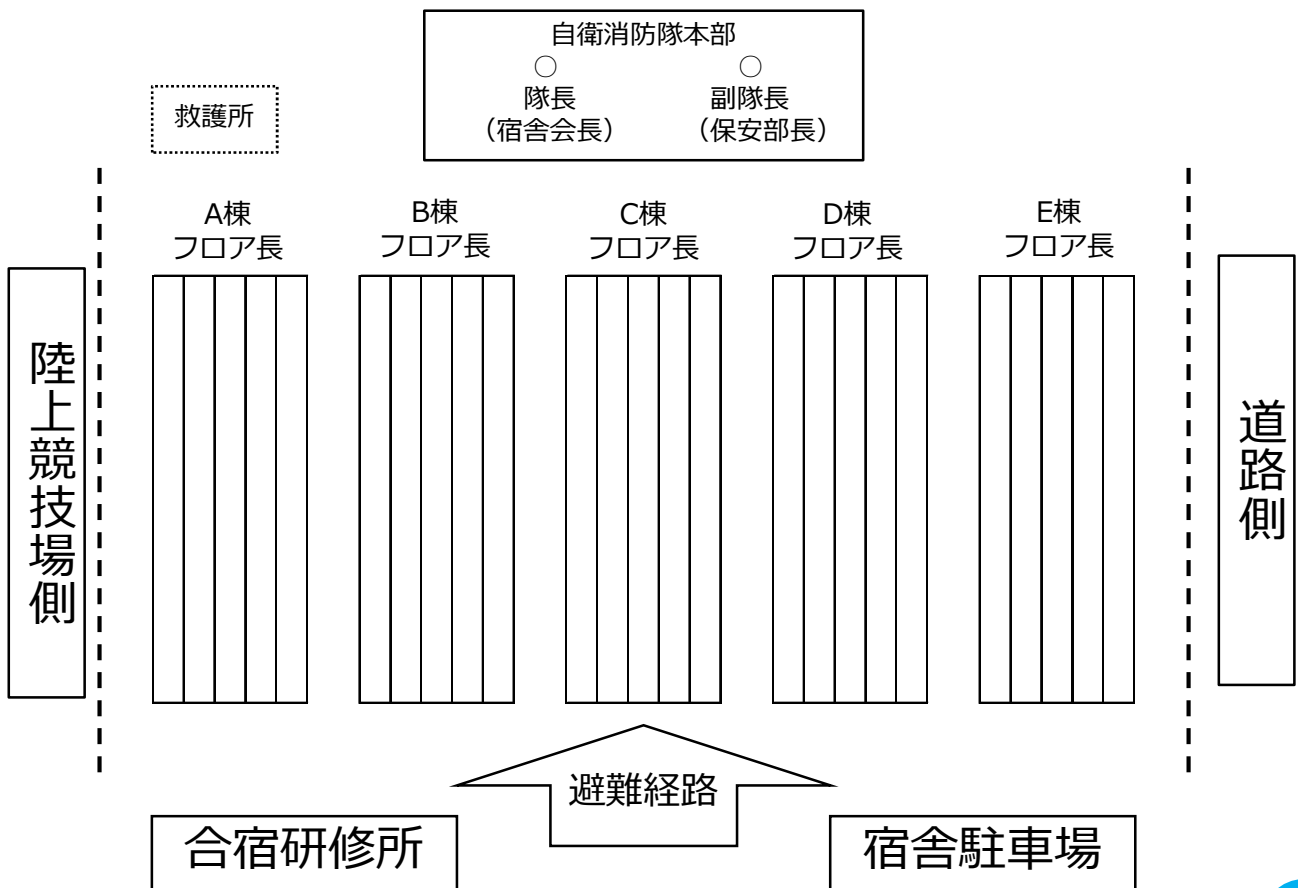 自衛消防隊本部
○ ○
隊長 副隊長
（宿舎会長） （保安部長）
救護所
A棟
フロア長
B棟
フロア長
C棟
フロア長
D棟
フロア長
E棟
フロア長
陸上競技場側
道路側
避難経路
合宿研修所
宿舎駐車場